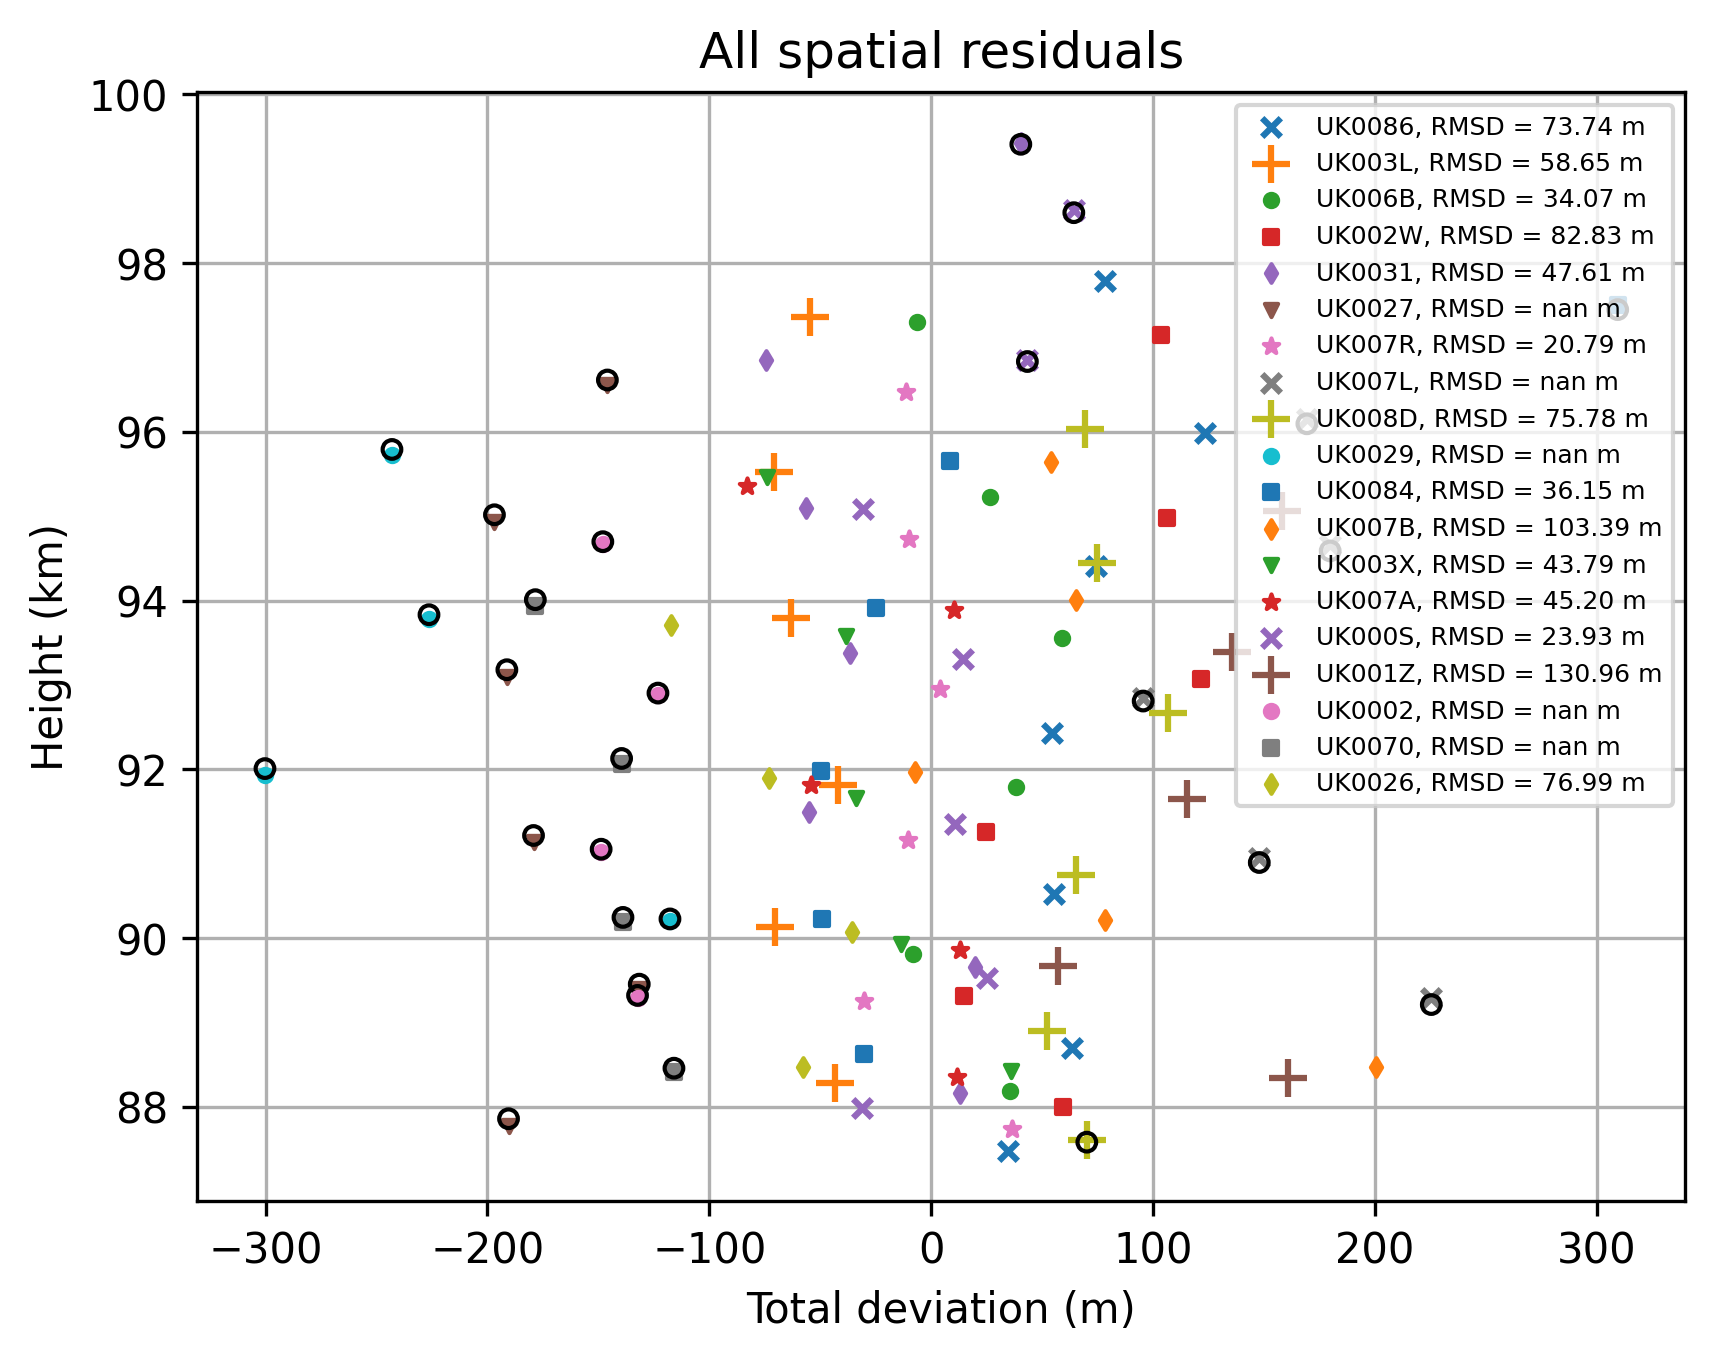 All spatial residuals
Height (km)
100
98
96
94
92
90
88
UK0086, RMSD = 73.74 m
UK003L, RMSD = 58.65 m
UK006B, RMSD = 34.07 m
UK002W, RMSD = 82.83 m
UK0031, RMSD = 47.61 m
UK0027, RMSD = nan m
UK007R, RMSD = 20.79 m
UK007L, RMSD = nan m
UK008D, RMSD = 75.78 m
UK0029, RMSD = nan m
UK0084, RMSD = 36.15 m
UK007B, RMSD = 103.39 m
UK003X, RMSD = 43.79 m
UK007A, RMSD = 45.20 m
UK000S, RMSD = 23.93 m
UK001Z, RMSD = 130.96 m
UK0002, RMSD = nan m
UK0070, RMSD = nan m
UK0026, RMSD = 76.99 m
−300 −200 −100 0 100 200 300
Total deviation (m)